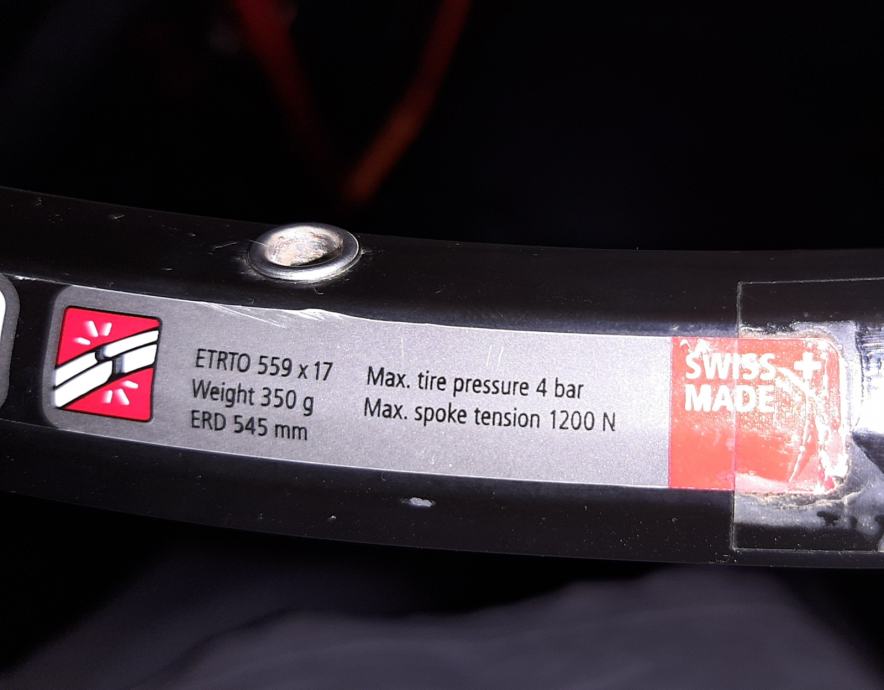 ETRTO 559 x 17
Weight 350 g
ERD 545 mm
Max. tire pressure 4 bar
Max. spoke tension 1200 N
SWISS
MADE